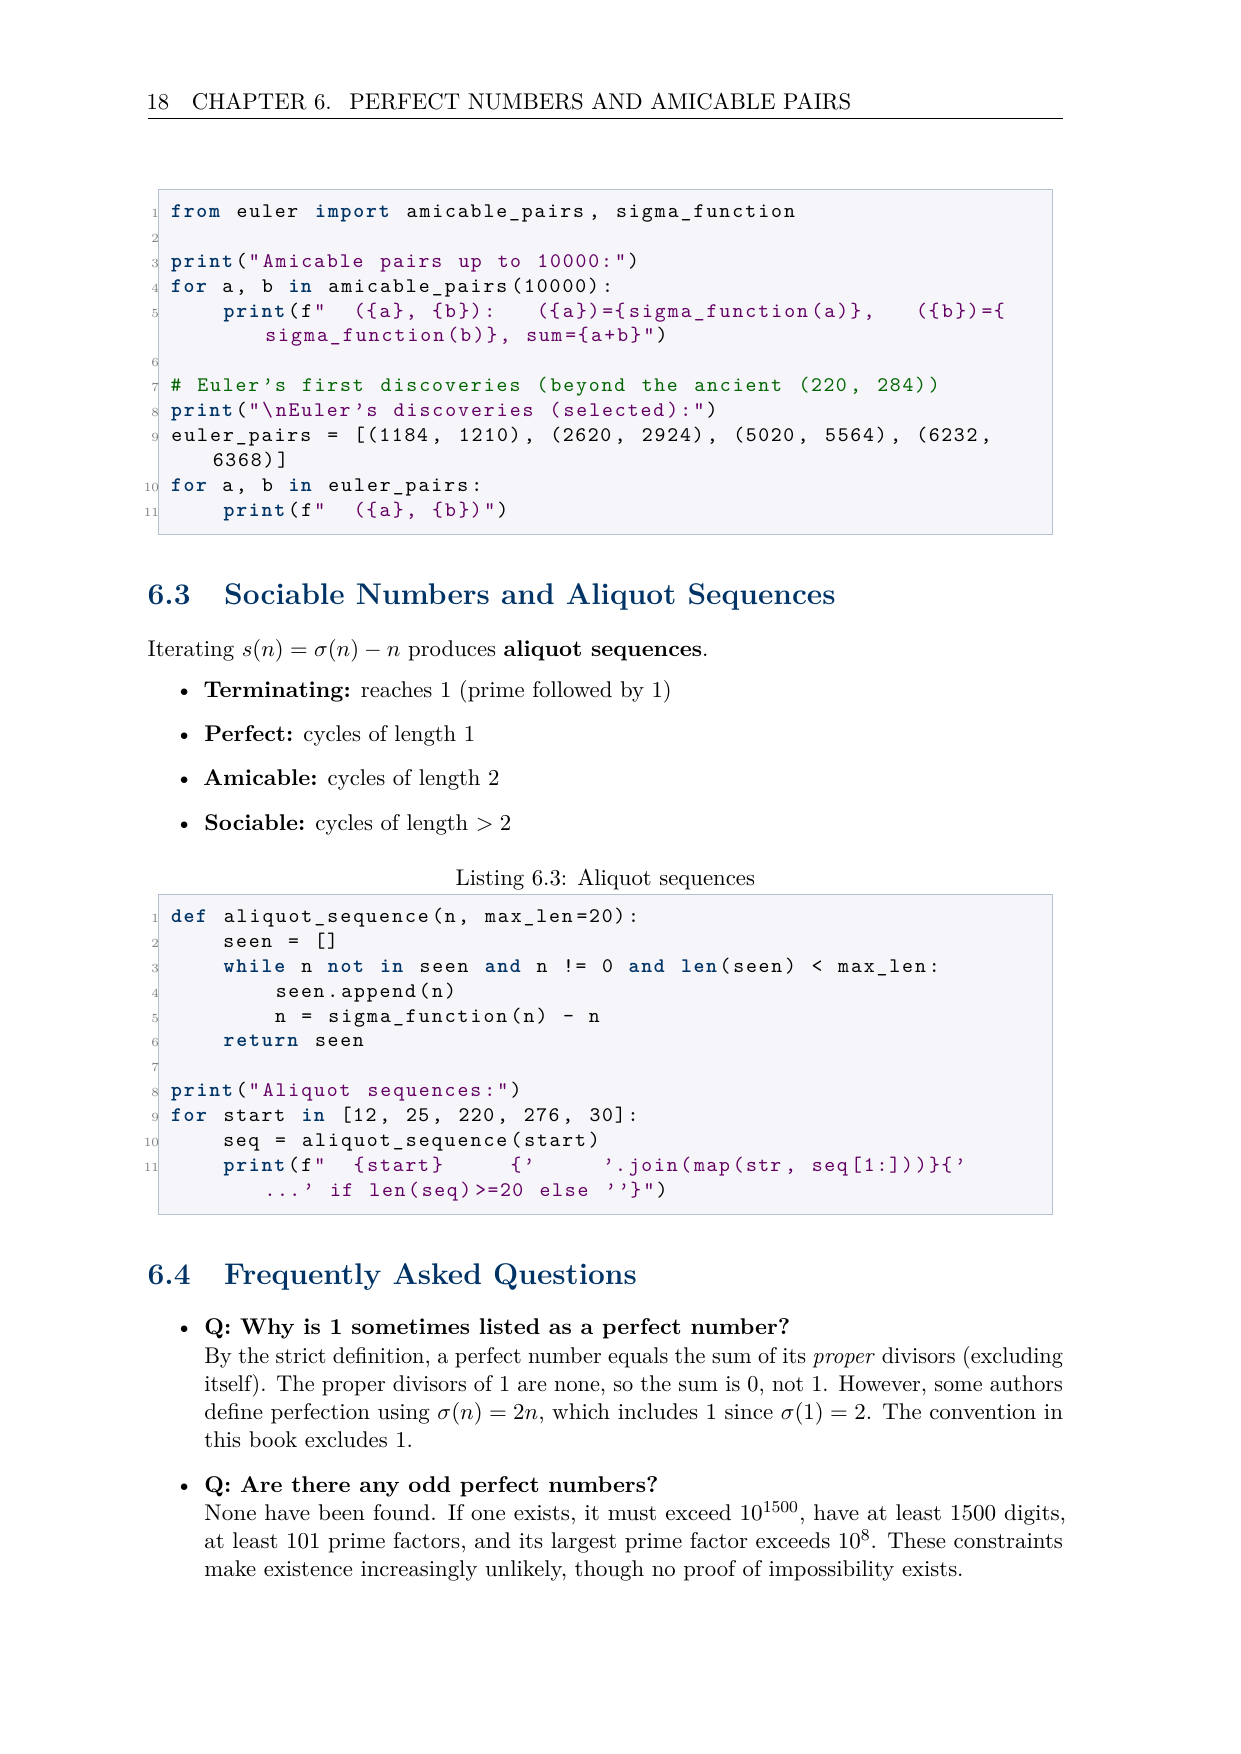 18 CHAPTER 6. PERFECT NUMBERS AND AMICABLE PAIRS
1 from euler import amicable_pairs, sigma_function
2
3 print("Amicable pairs up to 10000:")
4 for a, b in amicable_pairs(10000):
5     print(f"  ({a}, {b}):   ({a})={sigma_function(a)},   ({b})={
sigma_function(b)}, sum={a+b}")
6
7 # Euler's first discoveries (beyond the ancient (220, 284))
8 print("\nEuler's discoveries (selected):")
9 euler_pairs = [(1184, 1210), (2620, 2924), (5020, 5564), (6232,
6368)]
10 for a, b in euler_pairs:
11     print(f"  ({a}, {b})")
6.3 Sociable Numbers and Aliquot Sequences
Iterating s(n) = σ(n) − n produces aliquot sequences.
• Terminating: reaches 1 (prime followed by 1)
• Perfect: cycles of length 1
• Amicable: cycles of length 2
• Sociable: cycles of length > 2
Listing 6.3: Aliquot sequences
1 def aliquot_sequence(n, max_len=20):
2     seen = []
3     while n not in seen and n != 0 and len(seen) < max_len:
4         seen.append(n)
5         n = sigma_function(n) - n
6     return seen
7
8 print("Aliquot sequences:")
9 for start in [12, 25, 220, 276, 30]:
10     seq = aliquot_sequence(start)
11     print(f"  {start}     {'     '.join(map(str, seq[1:]))}{'
...' if len(seq)>=20 else ''}")
6.4 Frequently Asked Questions
• Q: Why is 1 sometimes listed as a perfect number?
By the strict definition, a perfect number equals the sum of its proper divisors (excluding
itself). The proper divisors of 1 are none, so the sum is 0, not 1. However, some authors
define perfection using σ(n) = 2n, which includes 1 since σ(1) = 2. The convention in
this book excludes 1.
• Q: Are there any odd perfect numbers?
None have been found. If one exists, it must exceed 10^1500, have at least 1500 digits,
at least 101 prime factors, and its largest prime factor exceeds 10^8. These constraints
make existence increasingly unlikely, though no proof of impossibility exists.